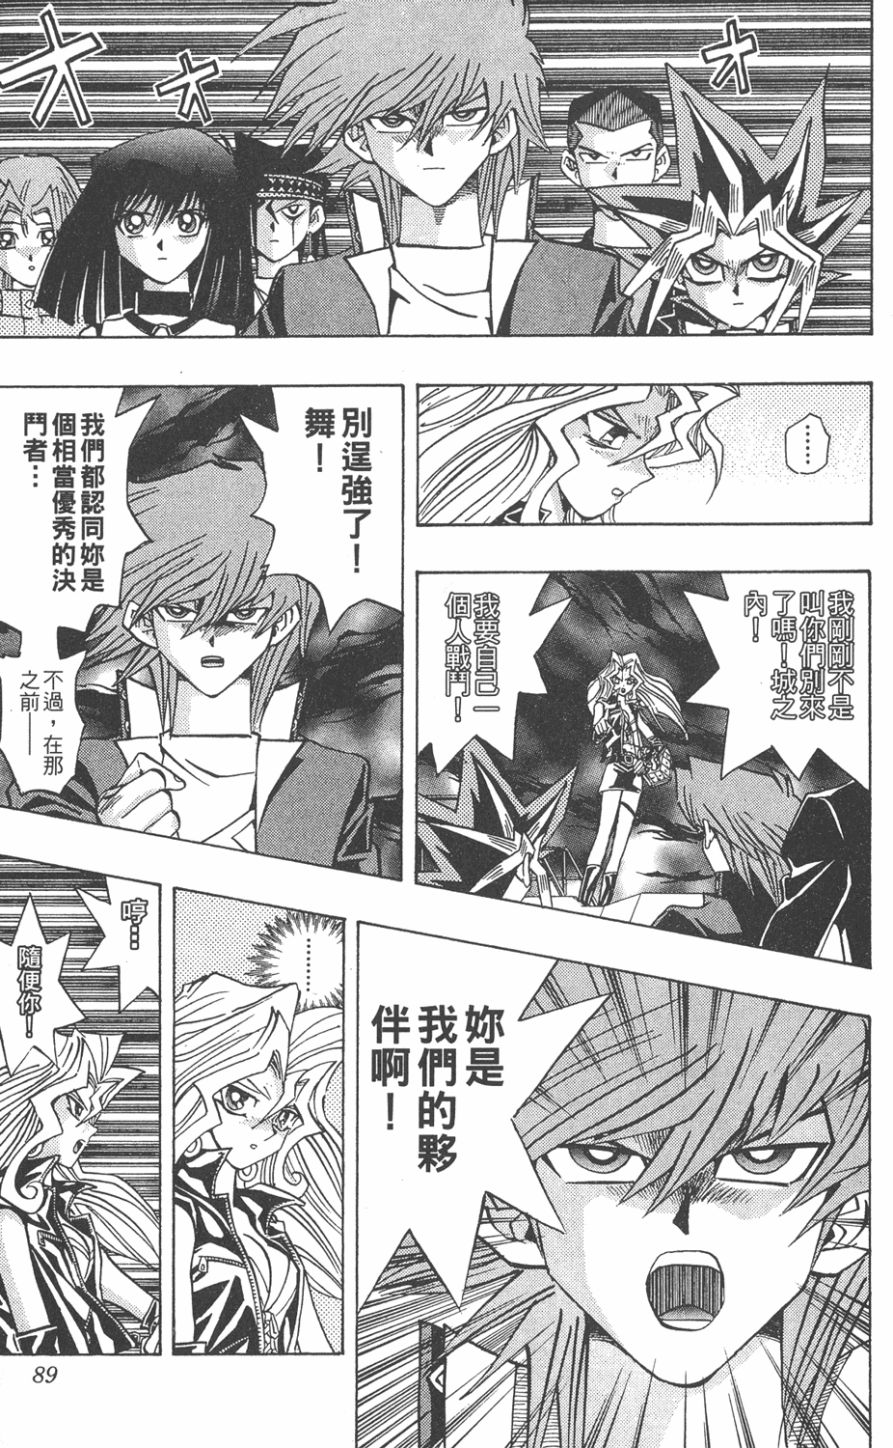 オ
オ
オ
……
我剛剛不是
叫你們別來
了嗎！城之
內！
我要自己一
個人戰鬥！
別逞強了！
舞！
我們都認同妳是
個相當優秀的決
鬥者…
不過，在那
之前——
妳是
我們的夥
伴啊！
……
哼…
隨便你！
89